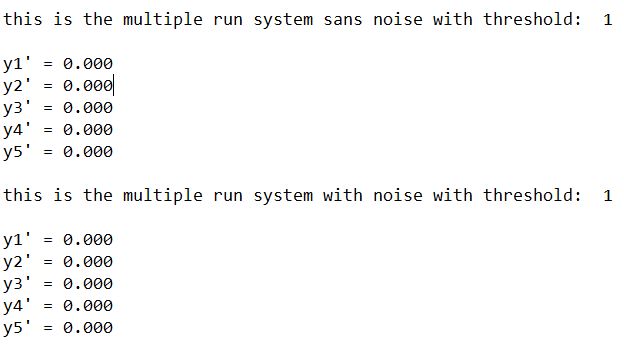 this is the multiple run system sans noise with threshold:  1
y1' = 0.000
y2' = 0.000
y3' = 0.000
y4' = 0.000
y5' = 0.000
this is the multiple run system with noise with threshold:  1
y1' = 0.000
y2' = 0.000
y3' = 0.000
y4' = 0.000
y5' = 0.000